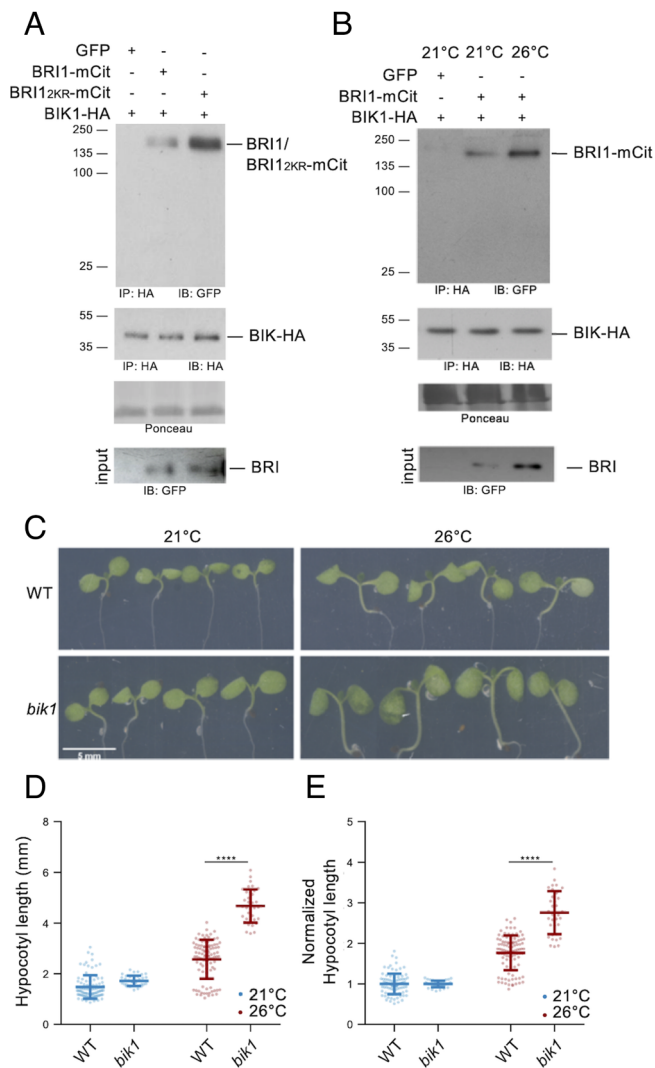 A
GFP + - -
BRI1-mCit - + -
BRI12KR-mCit - - +
BIK1-HA + + +
250
135
100
25
BRI1/
BRI12KR-mCit
IP: HA IB: GFP
55
35
BIK-HA
IP: HA IB: HA
Ponceau
input
BRI
IB: GFP
B
21°C 21°C 26°C
GFP + - -
BRI1-mCit - + +
BIK1-HA + + +
250
135
100
25
BRI1-mCit
IP: HA IB: GFP
55
35
BIK-HA
IP: HA IB: HA
Ponceau
input
BRI
IB: GFP
C
21°C 26°C
WT
bik1
5 mm
D
Hypocotyl length (mm)
8
6
4
2
0
****
21°C
26°C
WT bik1 WT bik1
E
Normalized
Hypocotyl length
5
4
3
2
1
0
****
21°C
26°C
WT bik1 WT bik1